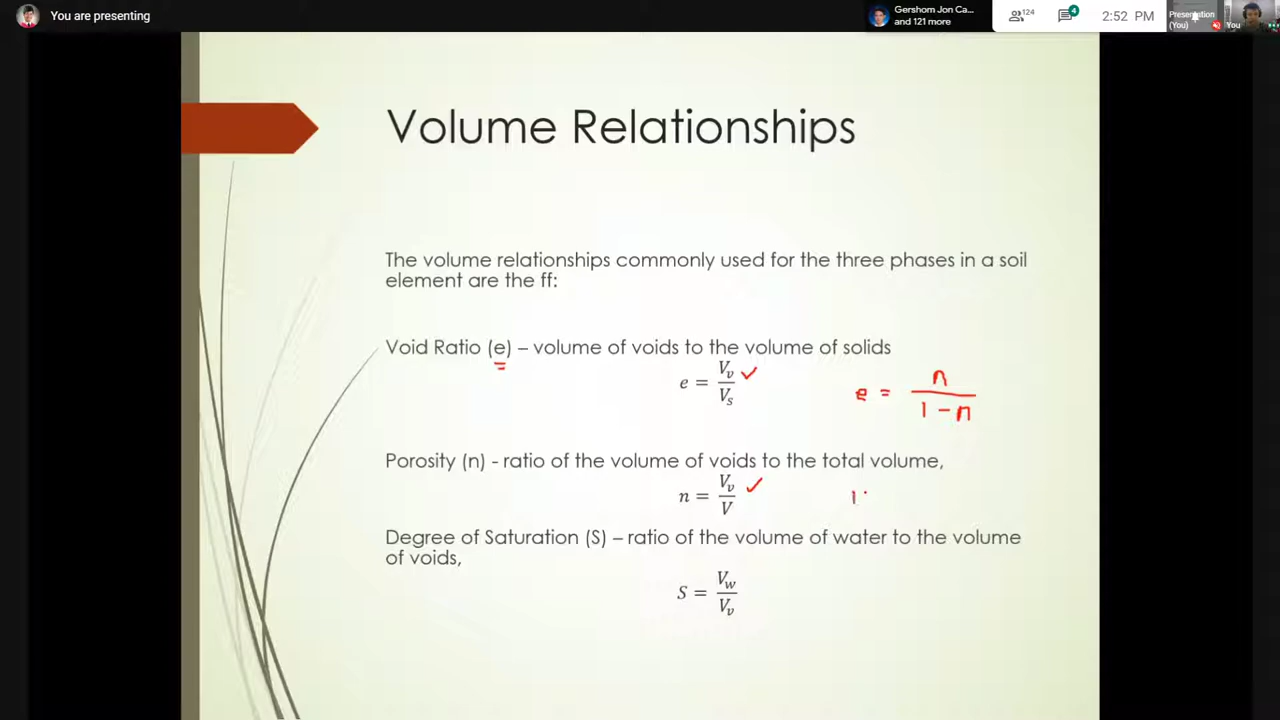 You are presenting
Gershom Jon Ca...
and 121 more
124
4
2:52 PM
Presentation
(You)
You
Volume Relationships
The volume relationships commonly used for the three phases in a soil
element are the ff:
Void Ratio (e) – volume of voids to the volume of solids
e = V_v / V_s ✓
e = n / 1 - n
Porosity (n) - ratio of the volume of voids to the total volume,
n = V_v / V ✓
Degree of Saturation (S) – ratio of the volume of water to the volume
of voids,
S = V_w / V_v